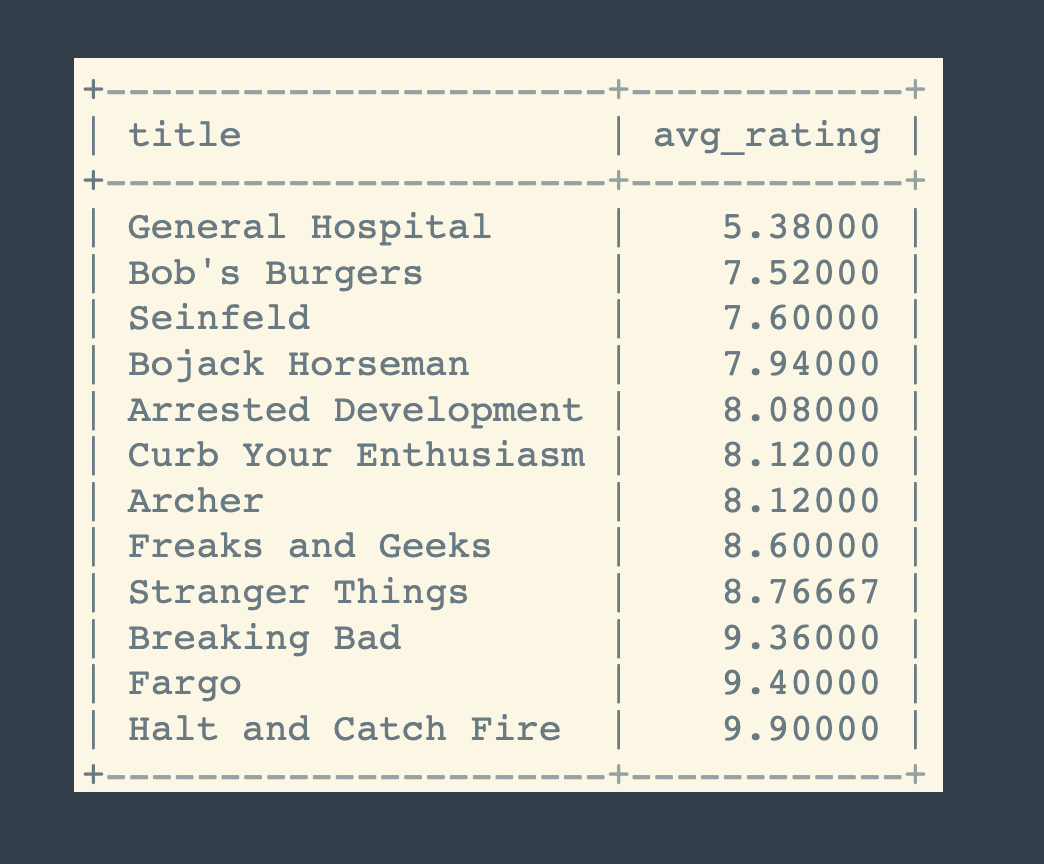 +----------------------+------------+
| title                | avg_rating |
+----------------------+------------+
| General Hospital     |    5.38000 |
| Bob's Burgers        |    7.52000 |
| Seinfeld             |    7.60000 |
| Bojack Horseman      |    7.94000 |
| Arrested Development |    8.08000 |
| Curb Your Enthusiasm |    8.12000 |
| Archer               |    8.12000 |
| Freaks and Geeks     |    8.60000 |
| Stranger Things      |    8.76667 |
| Breaking Bad         |    9.36000 |
| Fargo                |    9.40000 |
| Halt and Catch Fire  |    9.90000 |
+----------------------+------------+